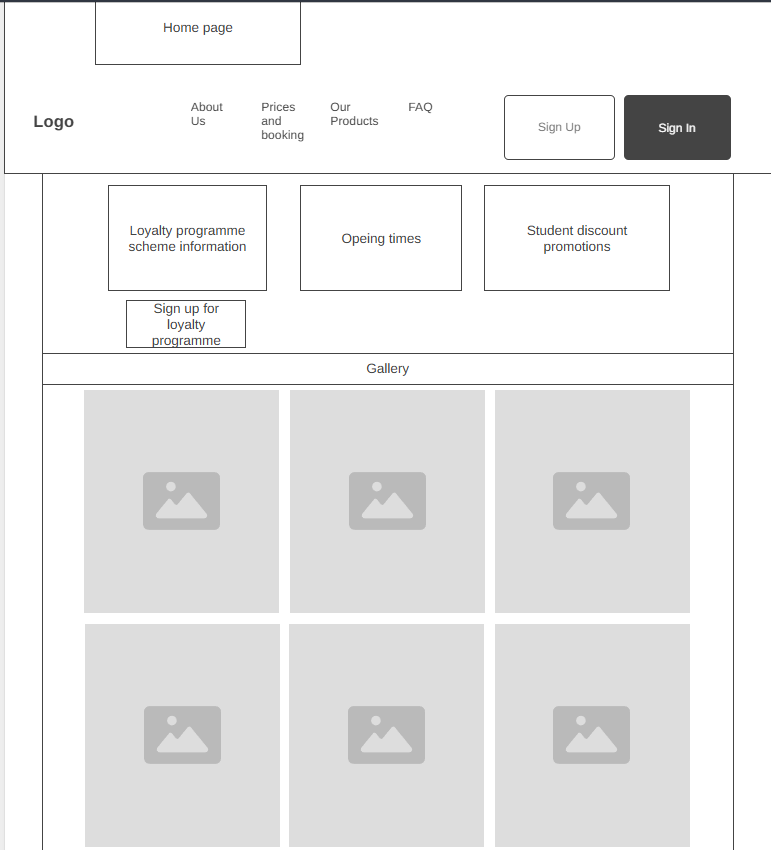 Home page
Logo
About
Us
Prices
and
booking
Our
Products
FAQ
Sign Up
Sign In
Loyalty programme
scheme information
Opeing times
Student discount
promotions
Sign up for
loyalty
programme
Gallery